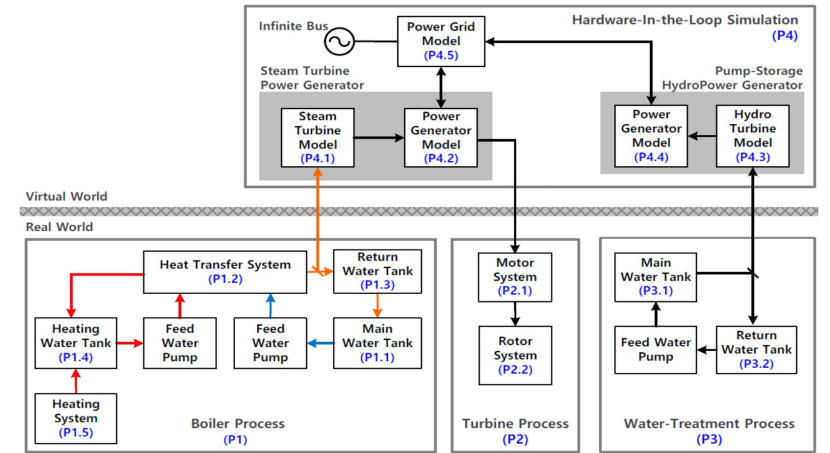 Hardware-In-the-Loop Simulation
(P4)
Infinite Bus
Power Grid
Model
(P4.5)
Steam Turbine
Power Generator
Pump-Storage
HydroPower Generator
Steam
Turbine
Model
(P4.1)
Power
Generator
Model
(P4.2)
Power
Generator
Model
(P4.4)
Hydro
Turbine
Model
(P4.3)
Virtual World
Real World
Heat Transfer System
(P1.2)
Return
Water Tank
(P1.3)
Heating
Water Tank
(P1.4)
Feed
Water
Pump
Feed
Water
Pump
Main
Water Tank
(P1.1)
Heating
System
(P1.5)
Boiler Process
(P1)
Motor
System
(P2.1)
Rotor
System
(P2.2)
Turbine Process
(P2)
Main
Water Tank
(P3.1)
Feed Water
Pump
Return
Water Tank
(P3.2)
Water-Treatment Process
(P3)